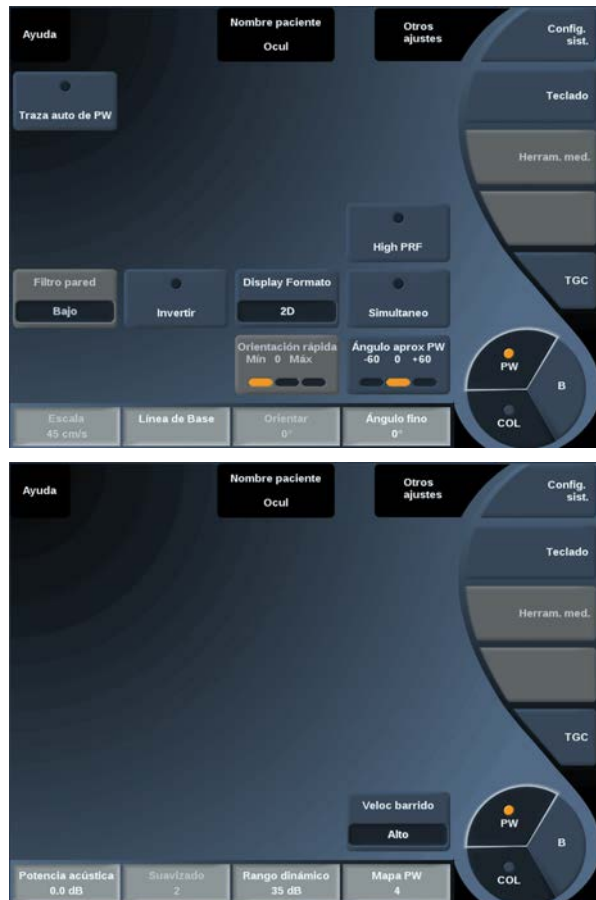 Ayuda
Nombre paciente
Ocul
Otros
ajustes
Config.
sist.
Traza auto de PW
Teclado
Herram. med.
High PRF
TGC
Filtro pared
Bajo
Invertir
Display Formato
2D
Simultaneo
Orientación rápida
Mín 0 Máx
Ángulo aprox PW
-60 0 +60
PW
B
COL
Escala
45 cm/s
Línea de Base
Orientar
0°
Ángulo fino
0°
Ayuda
Nombre paciente
Ocul
Otros
ajustes
Config.
sist.
Teclado
Herram. med.
TGC
Veloc barrido
Alto
PW
B
COL
Potencia acústica
0.0 dB
Suavizado
2
Rango dinámico
35 dB
Mapa PW
4